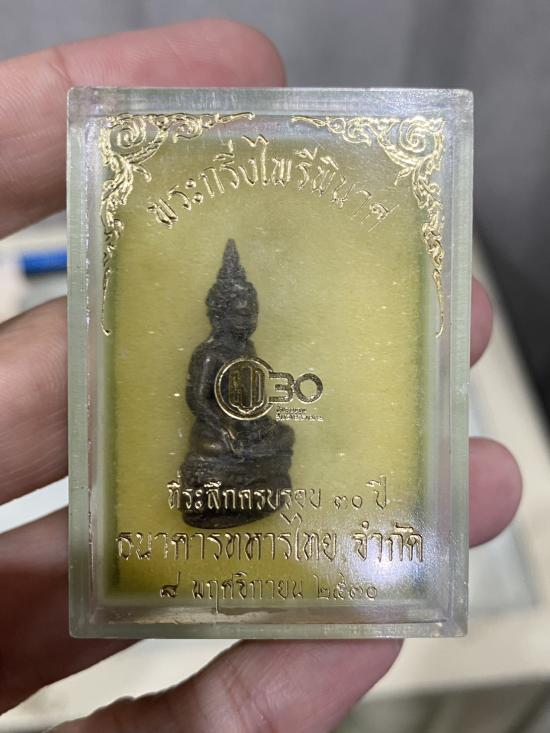 พระกริ่งไพรีพินาศ
30
ที่ระลึกครบรอบ ๓๐ ปี
ธนาคารทหารไทย จำกัด
๘ พฤศจิกายน ๒๕๓๐